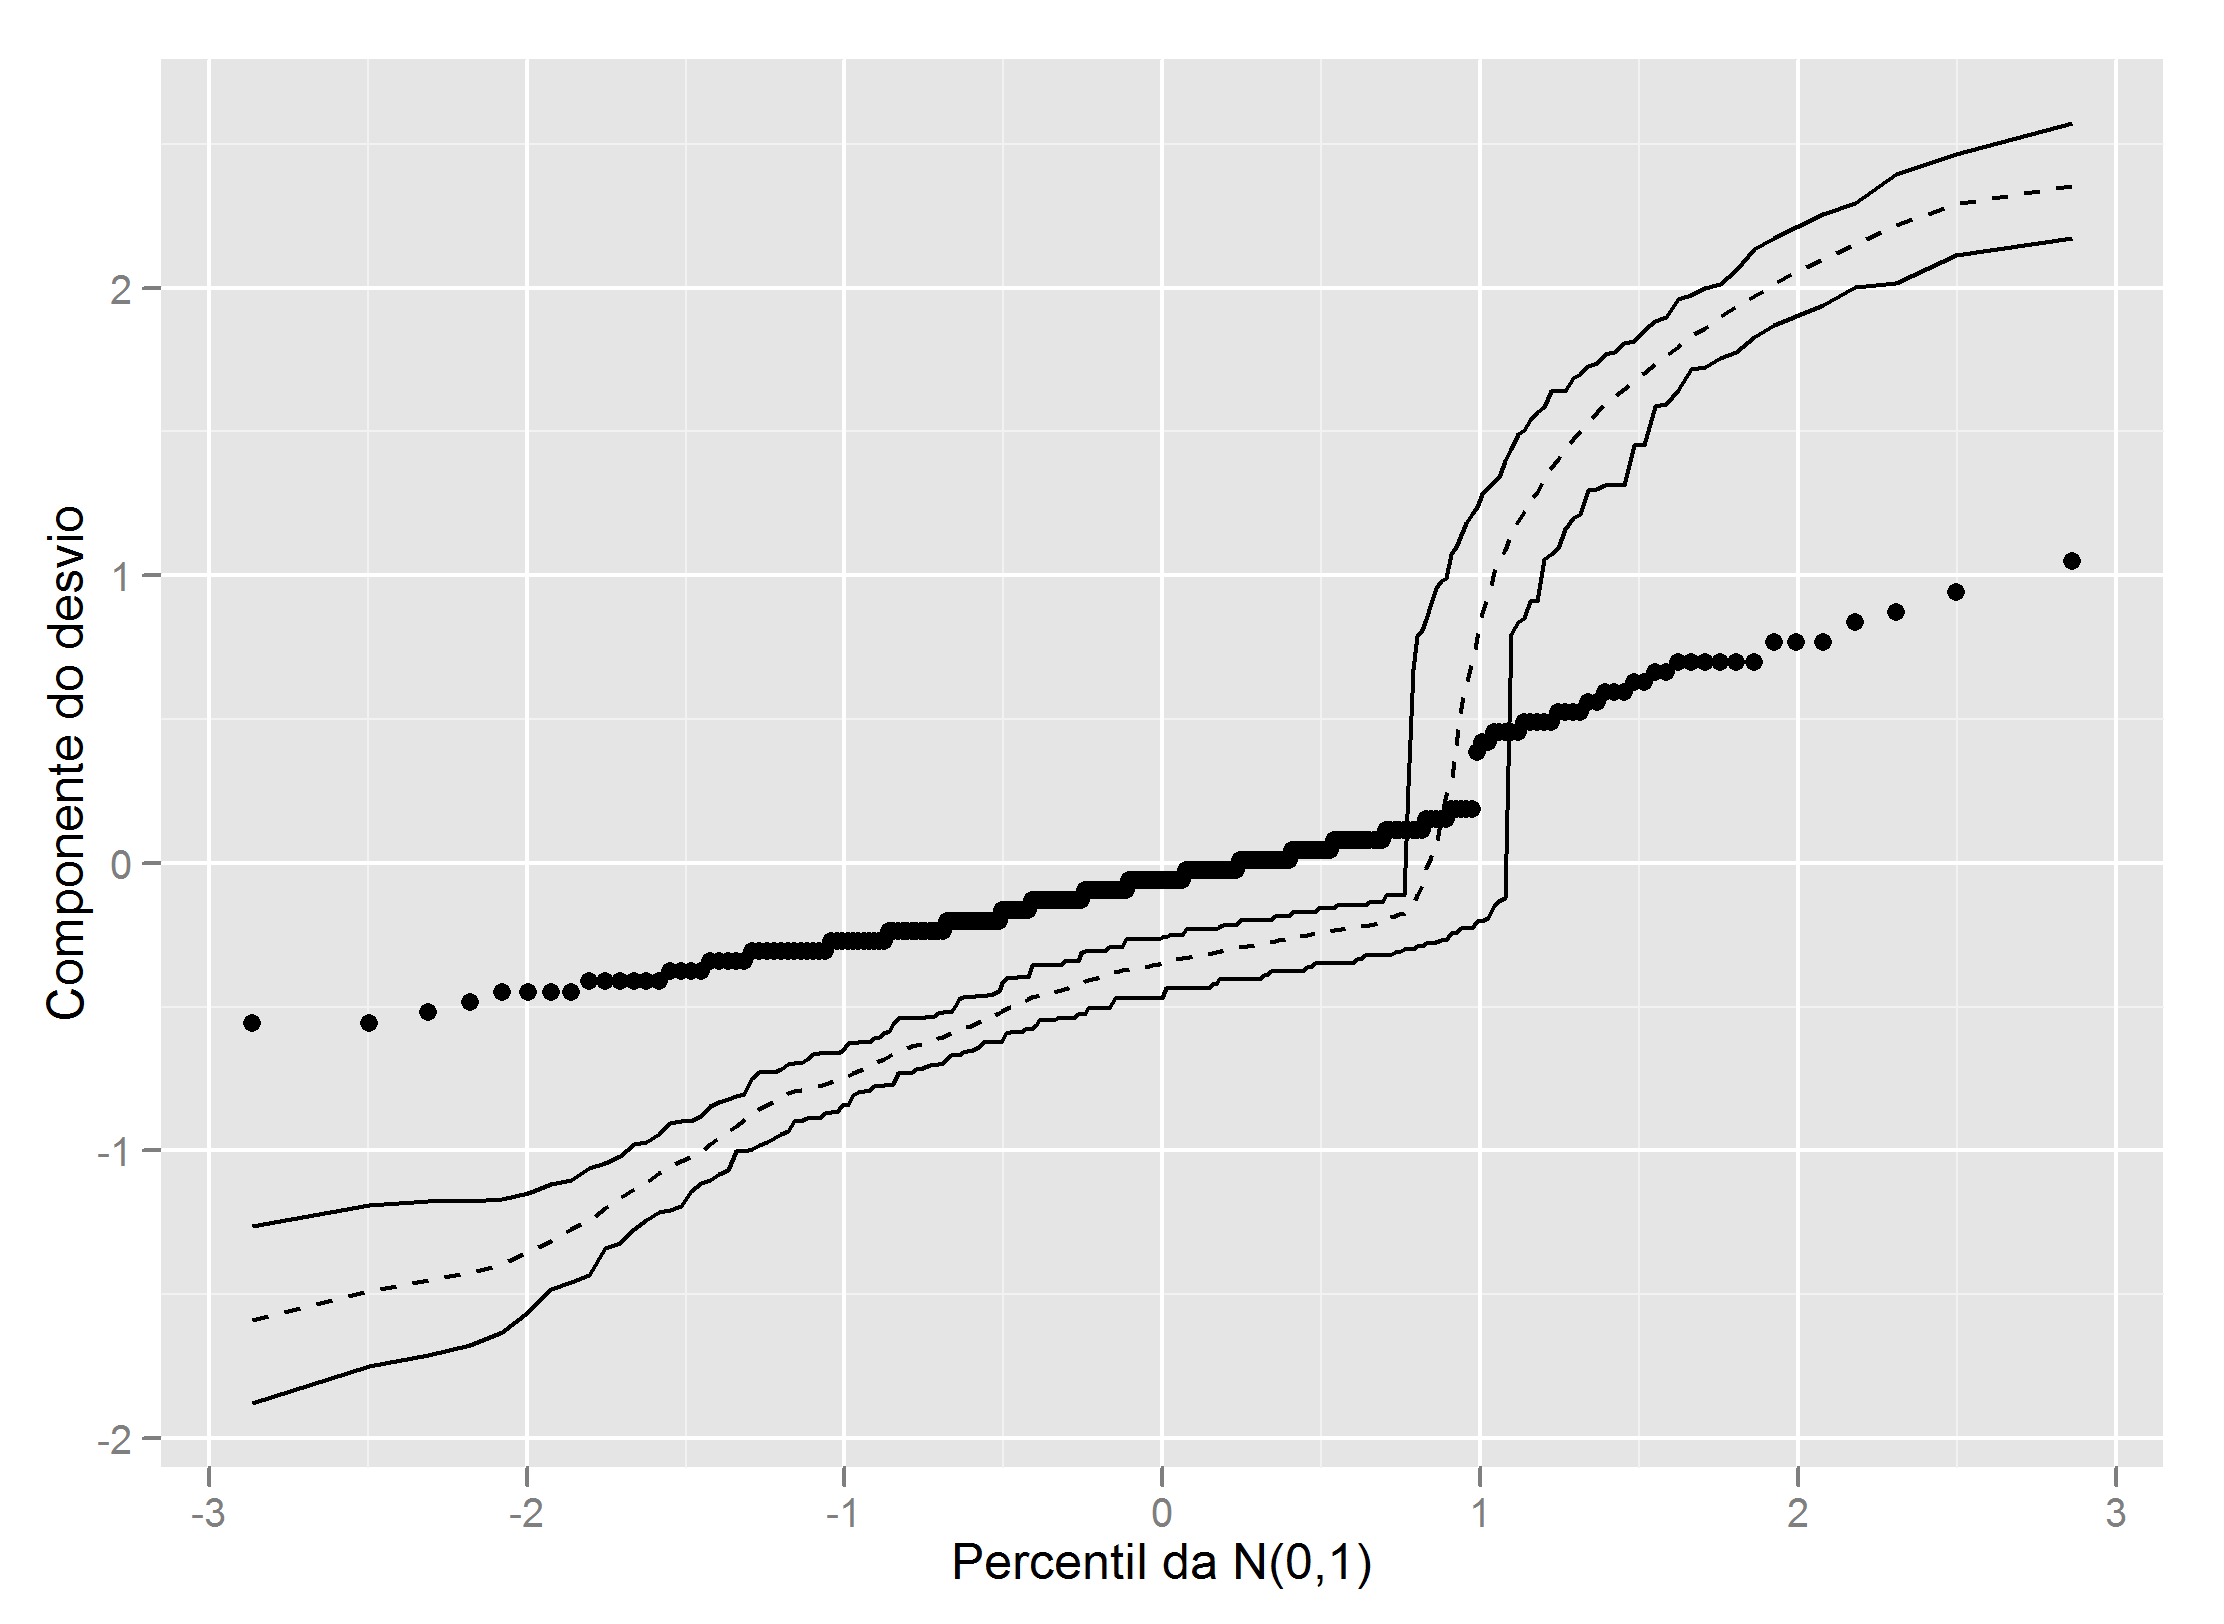 Componente do desvio
2
1
0
-1
-2
-3 -2 -1 0 1 2 3
Percentil da N(0,1)